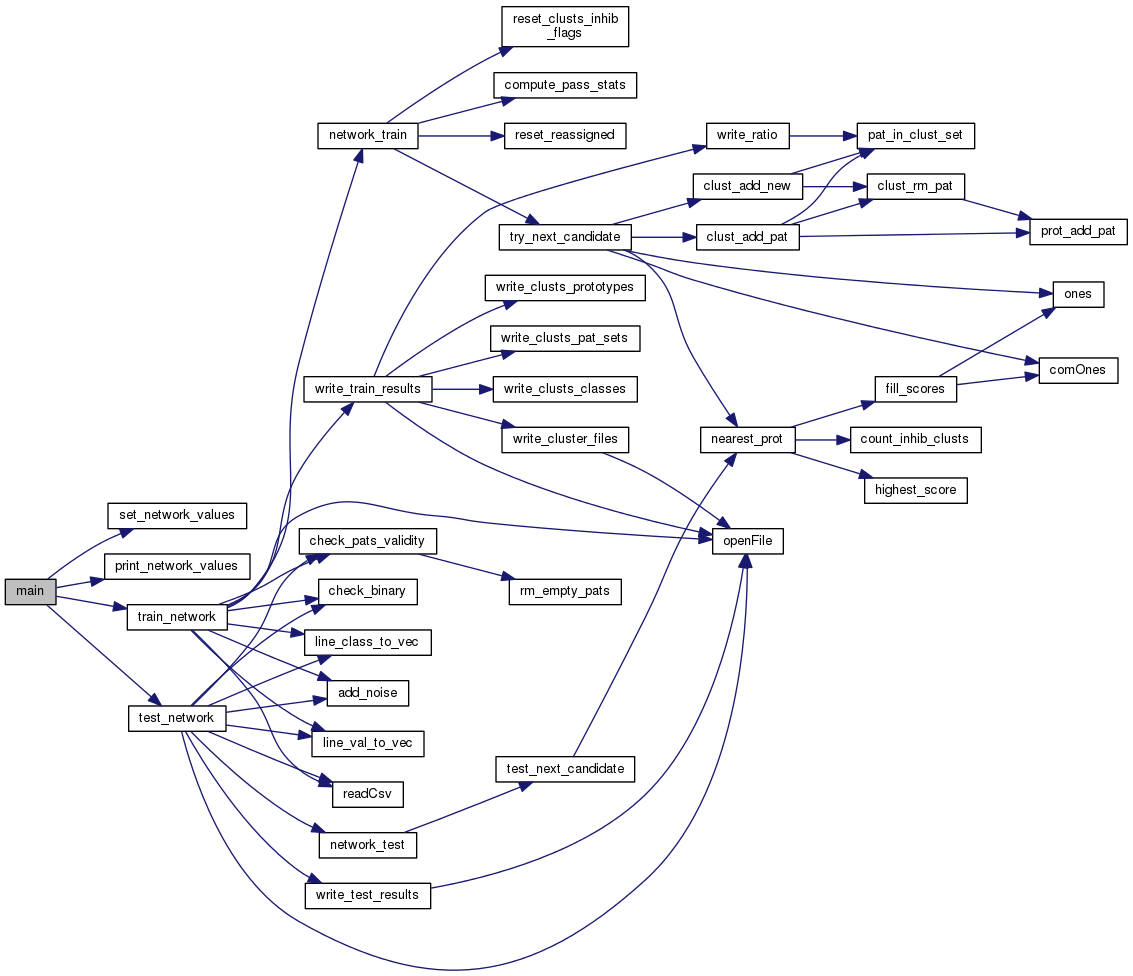 reset_clusts_inhib
_flags
compute_pass_stats
network_train
reset_reassigned
write_ratio
pat_in_clust_set
clust_add_new
clust_rm_pat
try_next_candidate
clust_add_pat
prot_add_pat
write_clusts_prototypes
ones
write_clusts_pat_sets
comOnes
write_train_results
write_clusts_classes
fill_scores
write_cluster_files
nearest_prot
count_inhib_clusts
highest_score
set_network_values
check_pats_validity
openFile
print_network_values
main
check_binary
rm_empty_pats
train_network
line_class_to_vec
add_noise
test_network
line_val_to_vec
test_next_candidate
readCsv
network_test
write_test_results